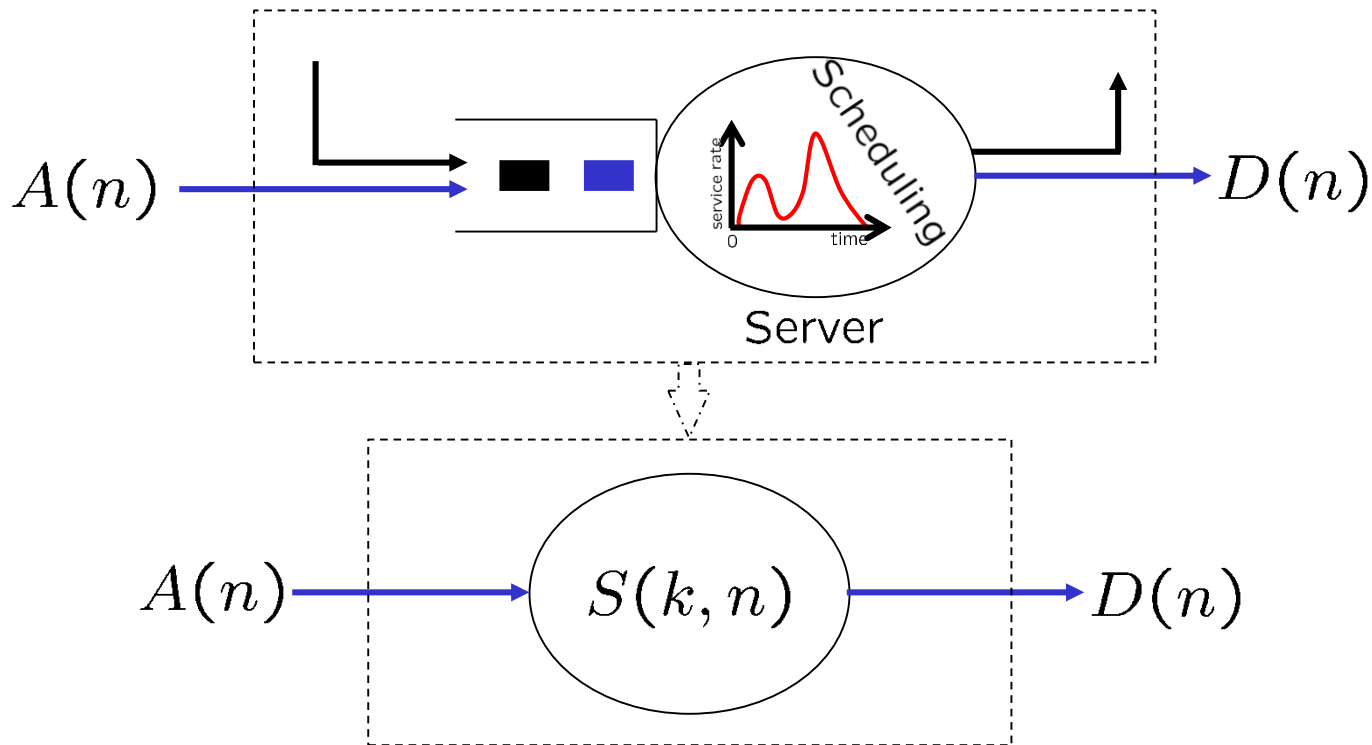 Scheduling
service rate
0
time
A(n)
D(n)
Server
A(n)
S(k, n)
D(n)